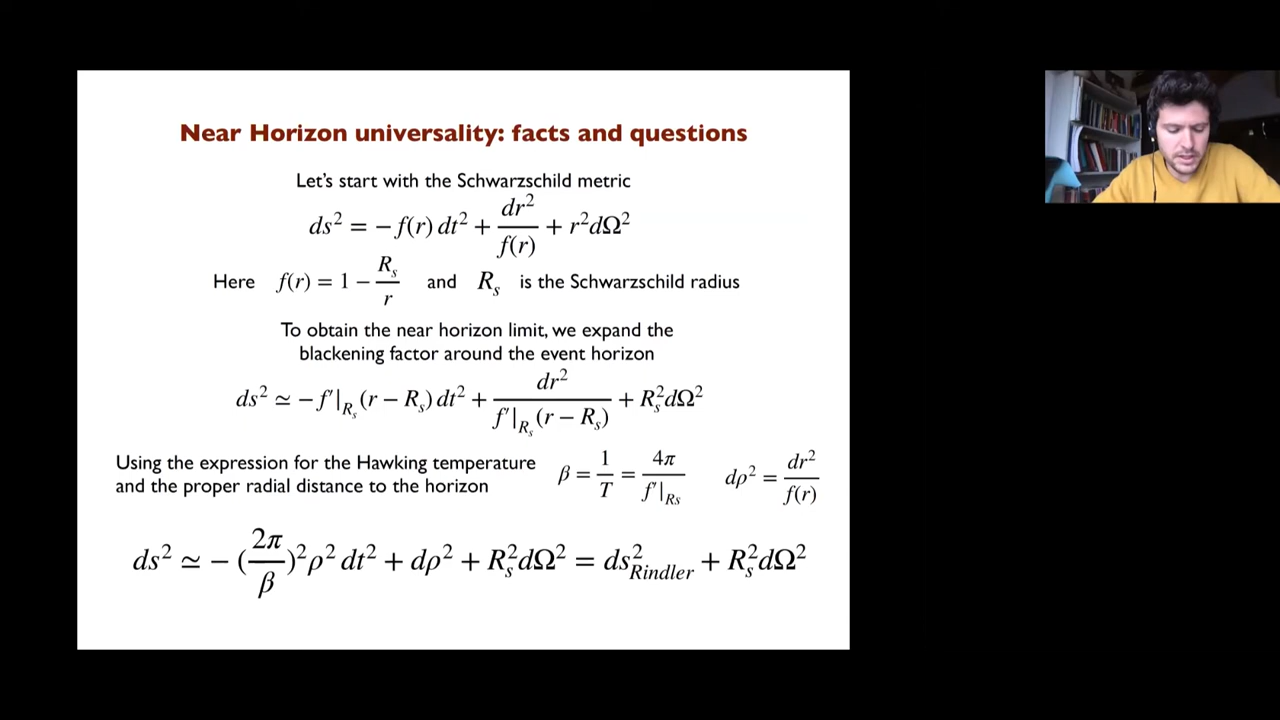 Near Horizon universality: facts and questions
Let's start with the Schwarzschild metric
ds² = −f(r) dt² + dr²/f(r) + r²dΩ²
Here f(r) = 1 − R_s/r and R_s is the Schwarzschild radius
To obtain the near horizon limit, we expand the
blackening factor around the event horizon
ds² ≃ −f′|_{R_s}(r − R_s) dt² + dr²/(f′|_{R_s}(r − R_s)) + R_s²dΩ²
Using the expression for the Hawking temperature
and the proper radial distance to the horizon
β = 1/T = 4π/f′|_{Rs}
dρ² = dr²/f(r)
ds² ≃ −(2π/β)²ρ² dt² + dρ² + R_s²dΩ² = ds²_{Rindler} + R_s²dΩ²